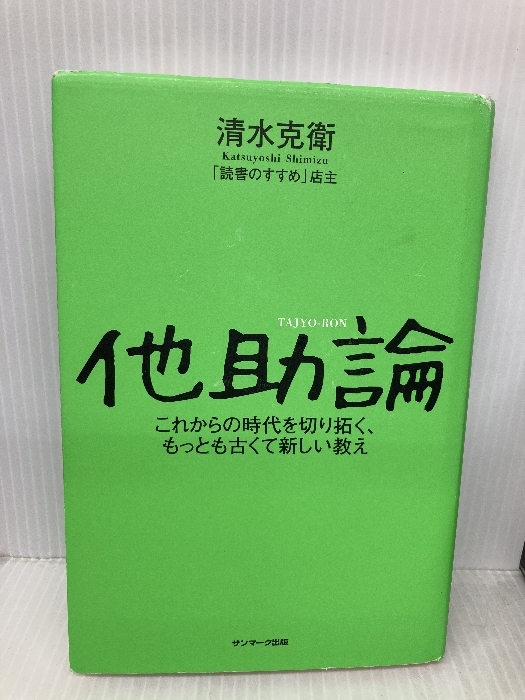 清水克衛
Katsuyoshi Shimizu
「読書のすすめ」店主
TAJYO-RON
他助論
これからの時代を切り拓く、
もっとも古くて新しい教え
サンマーク出版